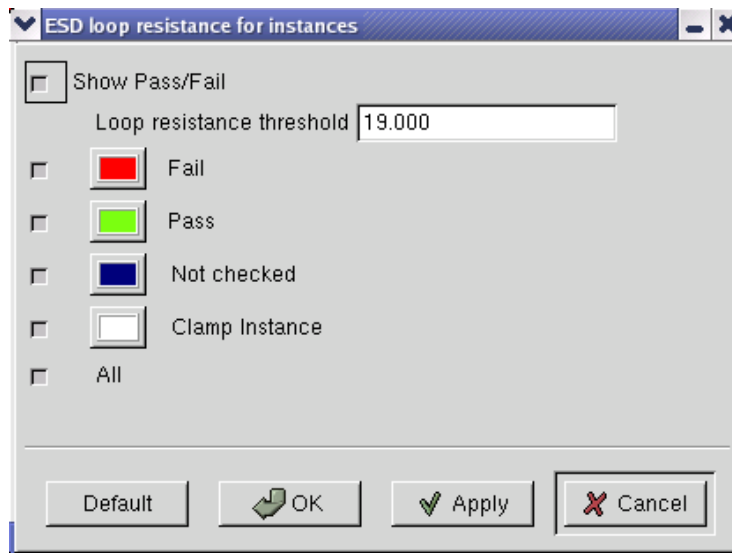 ESD loop resistance for instances
Show Pass/Fail
Loop resistance threshold 19.000
Fail
Pass
Not checked
Clamp Instance
All
Default OK Apply Cancel